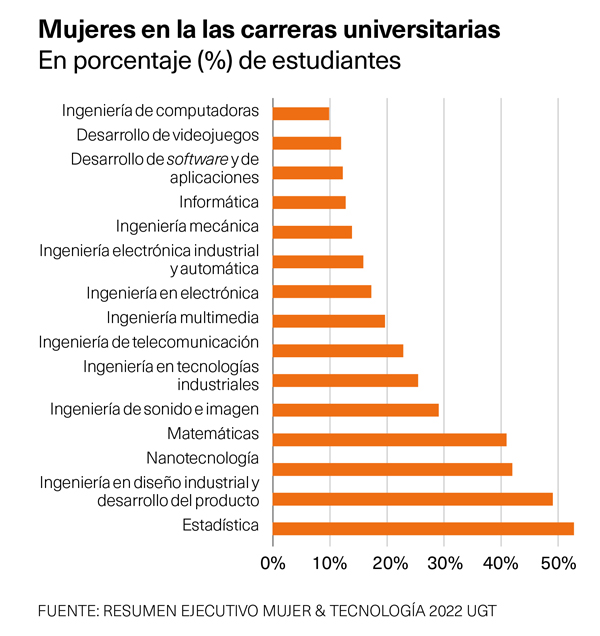 Mujeres en la las carreras universitarias
En porcentaje (%) de estudiantes
Ingeniería de computadoras
Desarrollo de videojuegos
Desarrollo de software y de
aplicaciones
Informática
Ingeniería mecánica
Ingeniería electrónica industrial
y automática
Ingeniería en electrónica
Ingeniería multimedia
Ingeniería de telecomunicación
Ingeniería en tecnologías
industriales
Ingeniería de sonido e imagen
Matemáticas
Nanotecnología
Ingeniería en diseño industrial y
desarrollo del producto
Estadística
0% 10% 20% 30% 40% 50%
FUENTE: RESUMEN EJECUTIVO MUJER & TECNOLOGÍA 2022 UGT